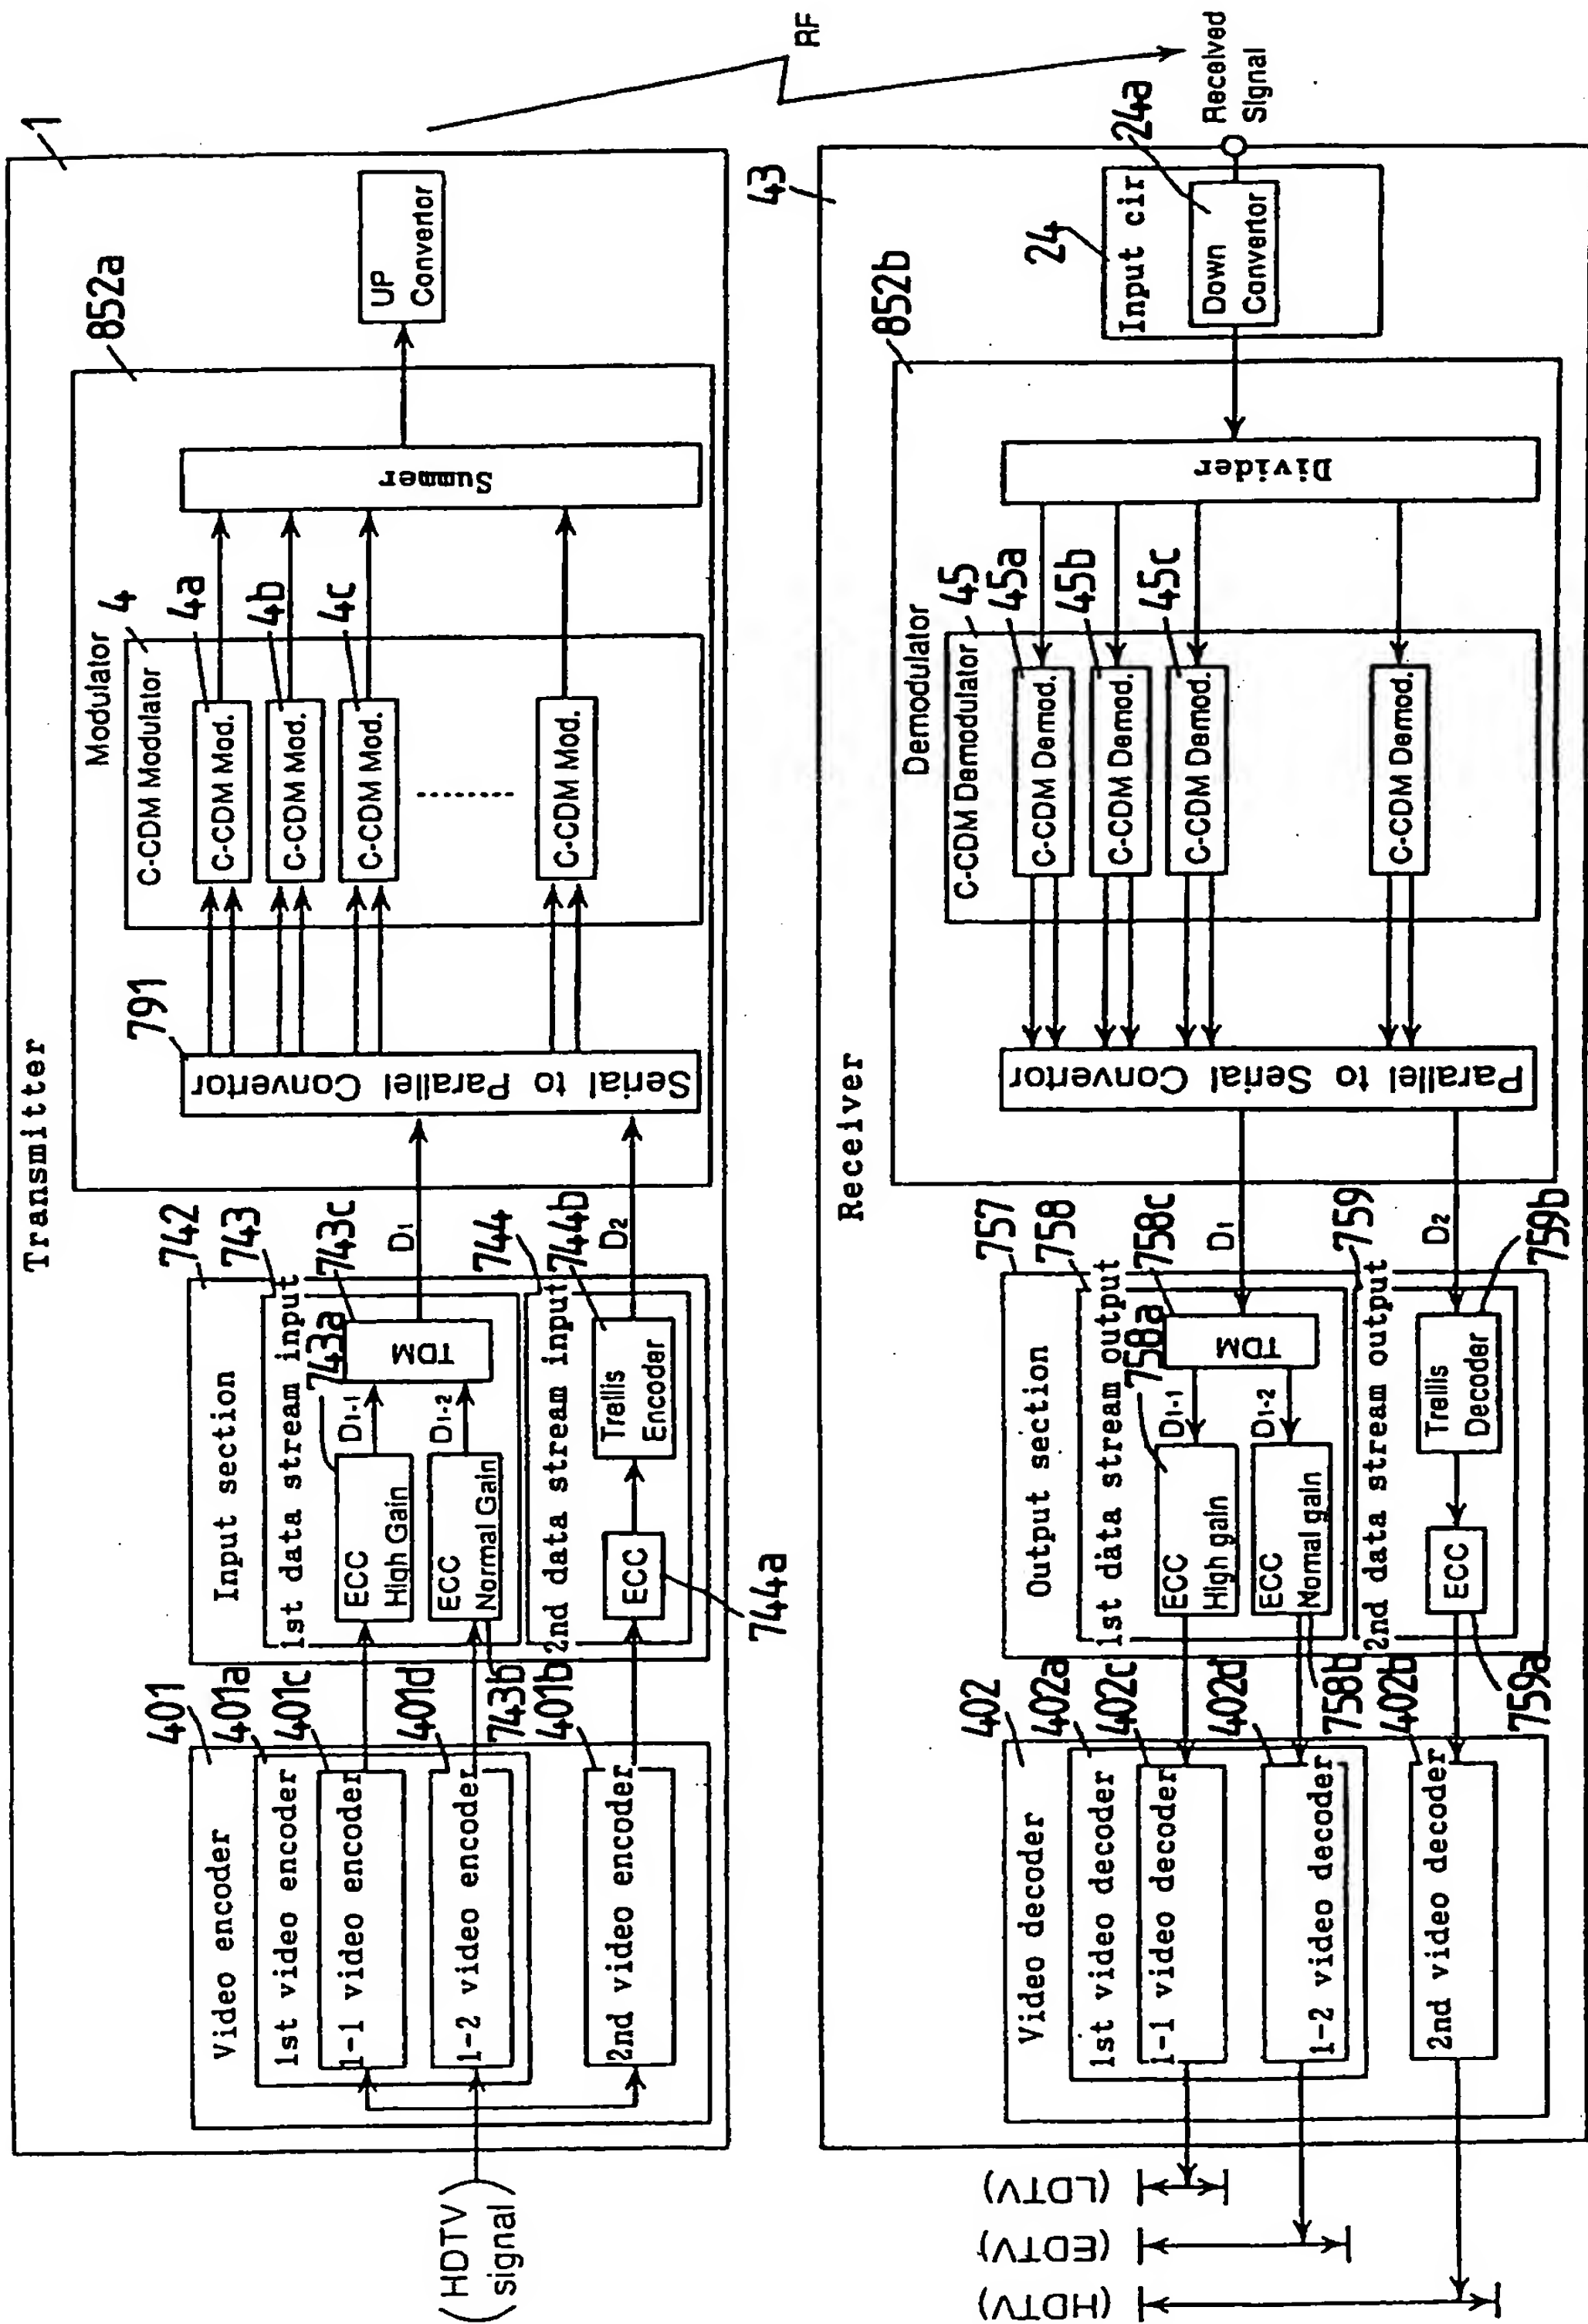 Transmitter
1
Video encoder
401
1st video encoder
401a
1-1 video encoder
401c
1-2 video encoder
401d
2nd video encoder
401b
(HDTV
signal)
Input section
742
1st data stream input
743
ECC
High Gain
743a
D1-1
ECC
Normal Gain
743b
D1-2
TDM
743c
D1
2nd data stream input
744
ECC
744a
Trellis
Encoder
744b
D2
Modulator
852a
Serial to Parallel Convertor
791
C-CDM Modulator
4
C-CDM Mod.
4a
C-CDM Mod.
4b
C-CDM Mod.
4c
C-CDM Mod.
Summer
UP
Convertor
RF
Receiver
43
Received
Signal
Input cir
24
Down
Convertor
24a
Demodulator
852b
Divider
C-CDM Demodulator
45
C-CDM Demod.
45a
C-CDM Demod.
45b
C-CDM Demod.
45c
C-CDM Demod.
Parallel to Serial Convertor
D1
D2
Output section
757
1st data stream output
758
TDM
758c
D1-1
D1-2
ECC
High gain
758a
ECC
Normal gain
758b
2nd data stream output
759
Trellis
Decoder
759b
ECC
759a
Video decoder
402
1st video decoder
402a
1-1 video decoder
402c
1-2 video decoder
402d
2nd video decoder
402b
(LDTV)
(EDTV)
(HDTV)